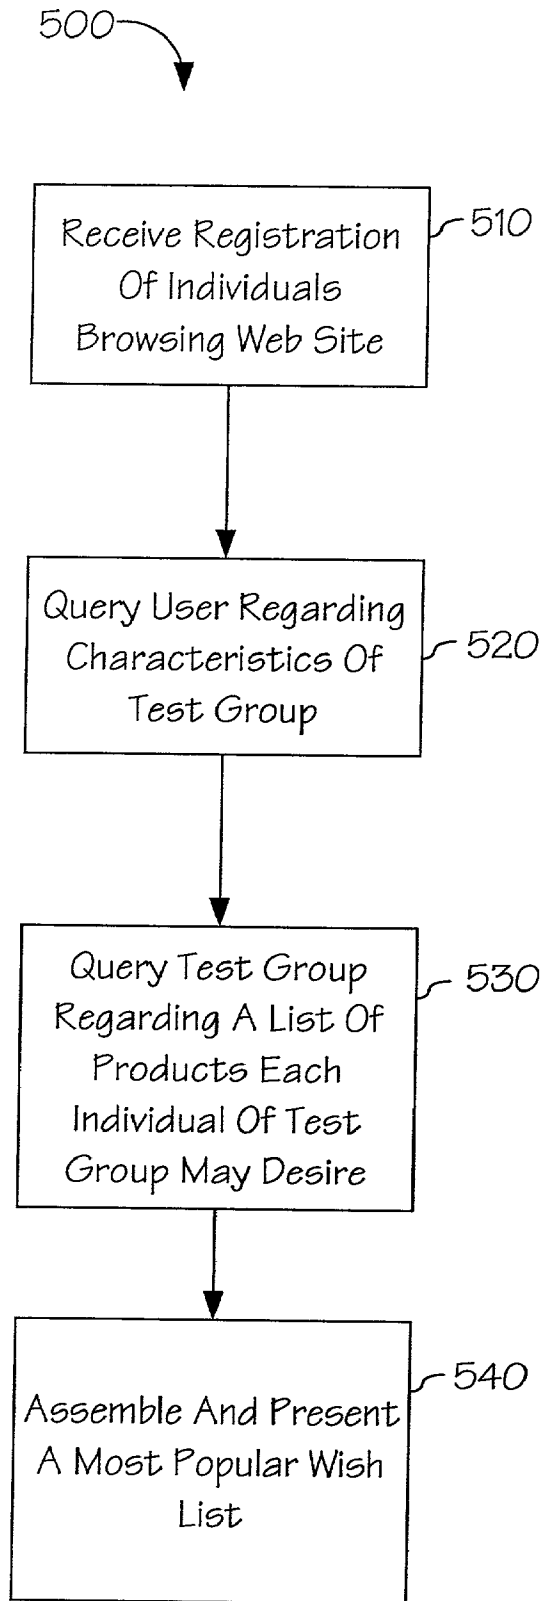 500
Receive Registration
Of Individuals
Browsing Web Site
510
Query User Regarding
Characteristics Of
Test Group
520
Query Test Group
Regarding A List Of
Products Each
Individual Of Test
Group May Desire
530
Assemble And Present
A Most Popular Wish
List
540